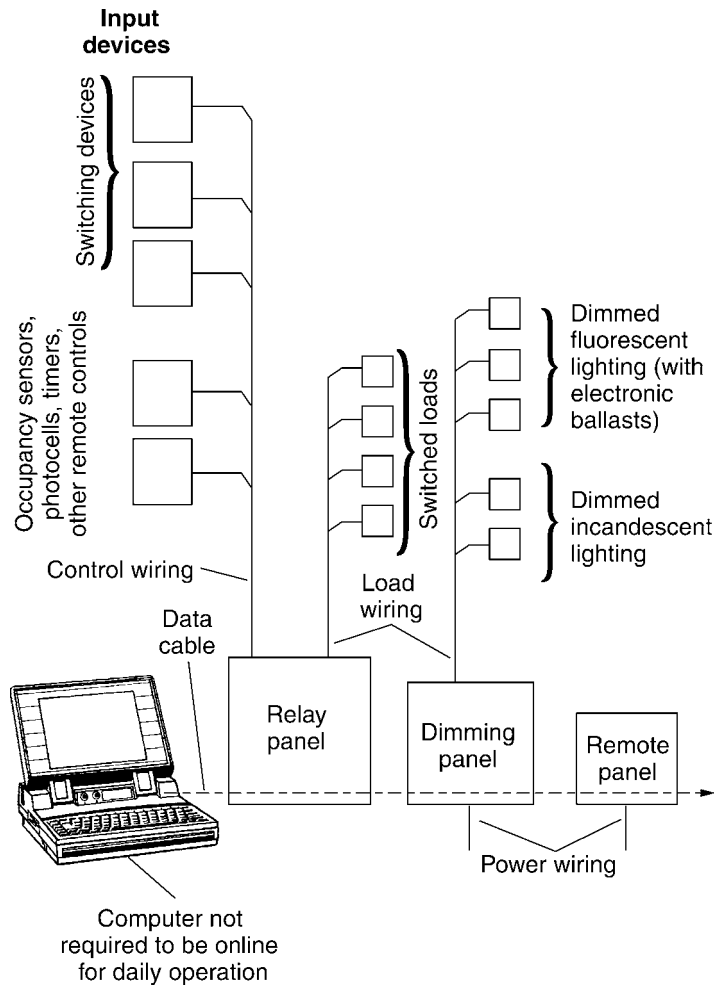 Input
devices
Switching devices
Occupancy sensors,
photocells, timers,
other remote controls
Switched loads
Dimmed
fluorescent
lighting (with
electronic
ballasts)
Dimmed
incandescent
lighting
Control wiring
Load
wiring
Data
cable
Relay
panel
Dimming
panel
Remote
panel
Power wiring
Computer not
required to be online
for daily operation